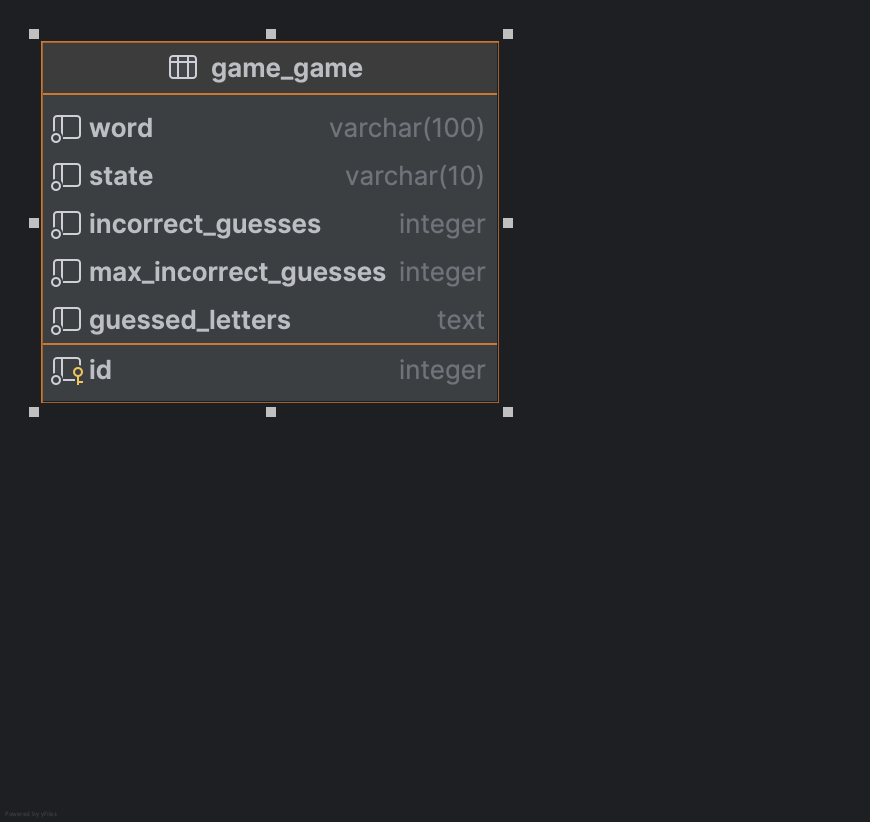 game_game
word varchar(100)
state varchar(10)
incorrect_guesses integer
max_incorrect_guesses integer
guessed_letters text
id integer
Powered by yFiles